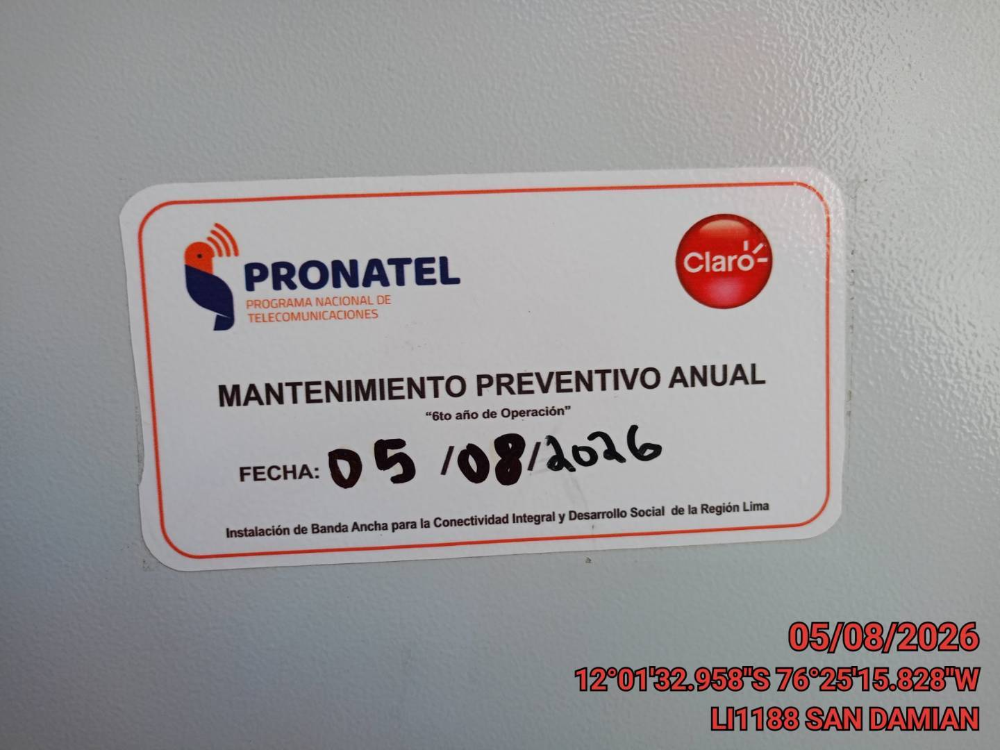 PRONATEL
PROGRAMA NACIONAL DE
TELECOMUNICACIONES
Claro
MANTENIMIENTO PREVENTIVO ANUAL
“6to año de Operación”
FECHA: 05/08/2026
Instalación de Banda Ancha para la Conectividad Integral y Desarrollo Social de la Región Lima
05/08/2026
12°01'32.958"S 76°25'15.828"W
LI1188 SAN DAMIAN